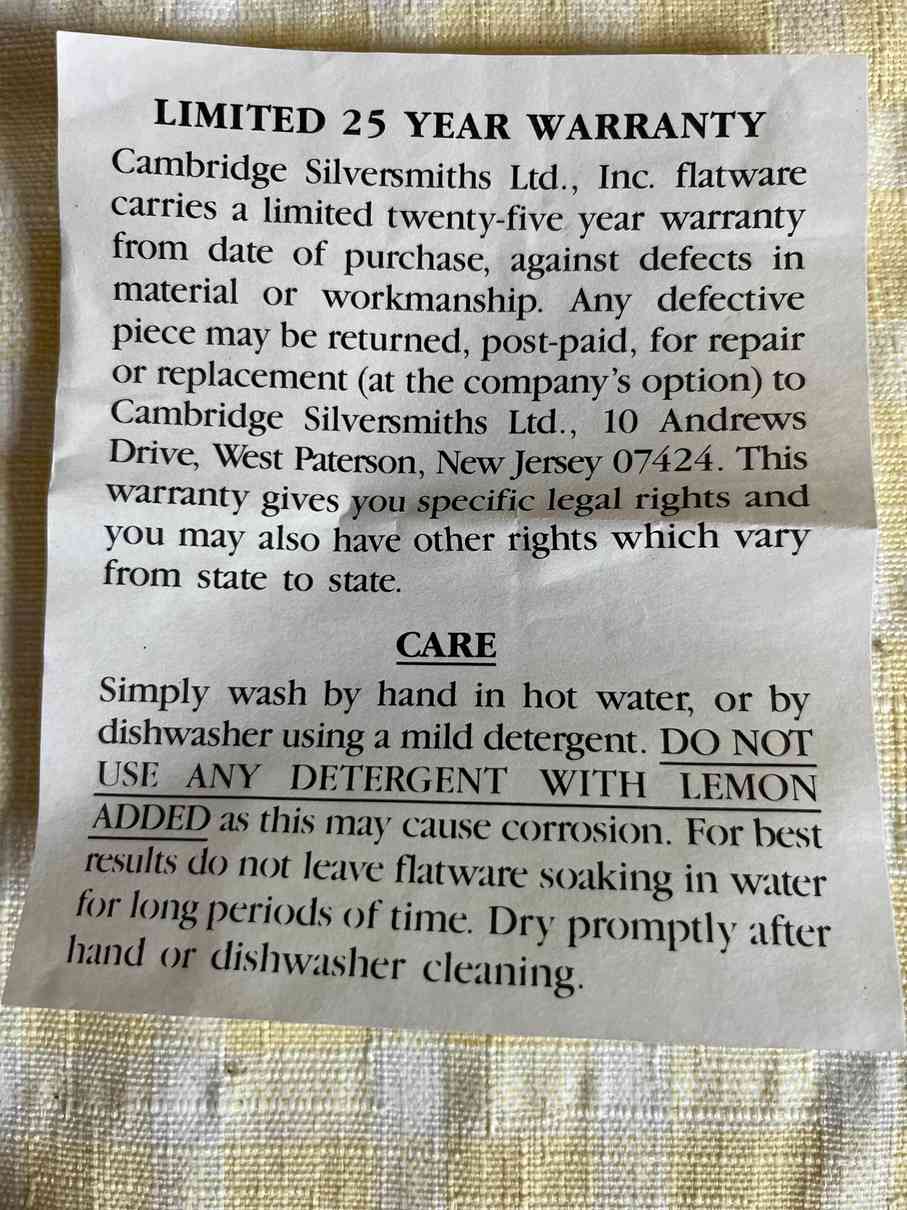 LIMITED 25 YEAR WARRANTY
Cambridge Silversmiths Ltd., Inc. flatware
carries a limited twenty-five year warranty
from date of purchase, against defects in
material or workmanship. Any defective
piece may be returned, post-paid, for repair
or replacement (at the company's option) to
Cambridge Silversmiths Ltd., 10 Andrews
Drive, West Paterson, New Jersey 07424. This
warranty gives you specific legal rights and
you may also have other rights which vary
from state to state.
CARE
Simply wash by hand in hot water, or by
dishwasher using a mild detergent. DO NOT
USE ANY DETERGENT WITH LEMON
ADDED as this may cause corrosion. For best
results do not leave flatware soaking in water
for long periods of time. Dry promptly after
hand or dishwasher cleaning.